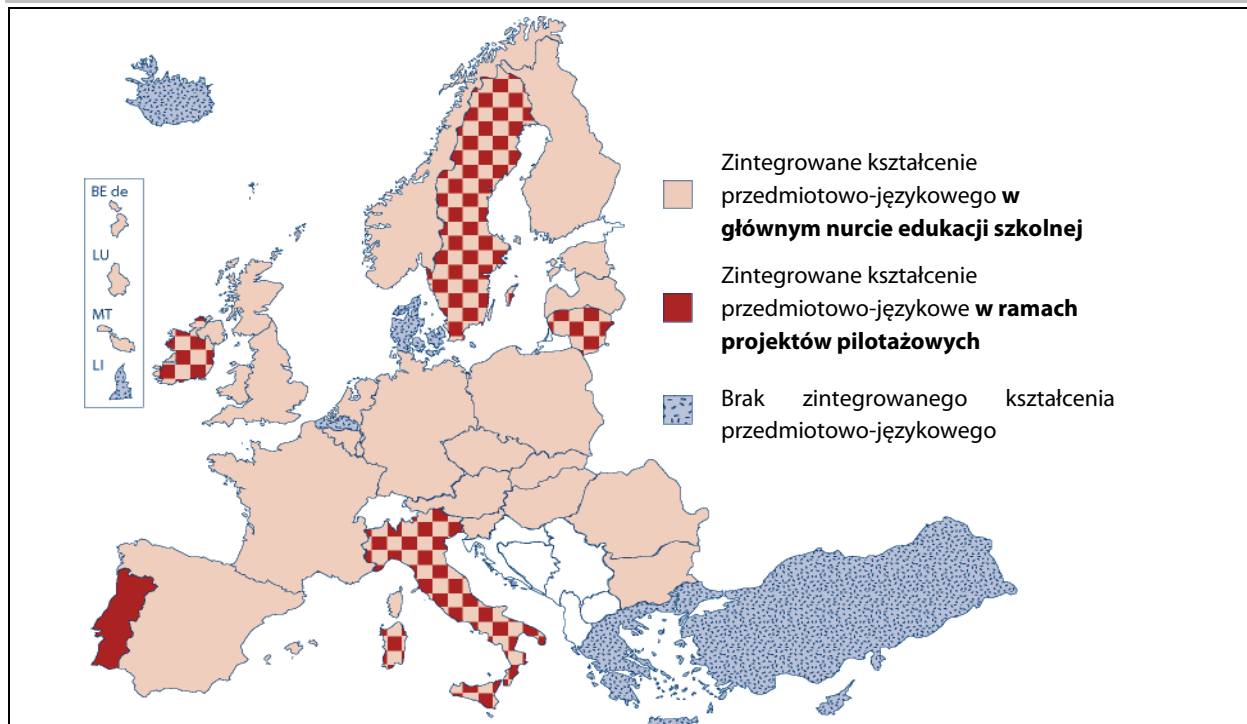 BE de
LU
MT
LI
Zintegrowane kształcenie
przedmiotowo-językowego w
głównym nurcie edukacji szkolnej
Zintegrowane kształcenie
przedmiotowo-językowe w ramach
projektów pilotażowych
Brak zintegrowanego kształcenia
przedmiotowo-językowego